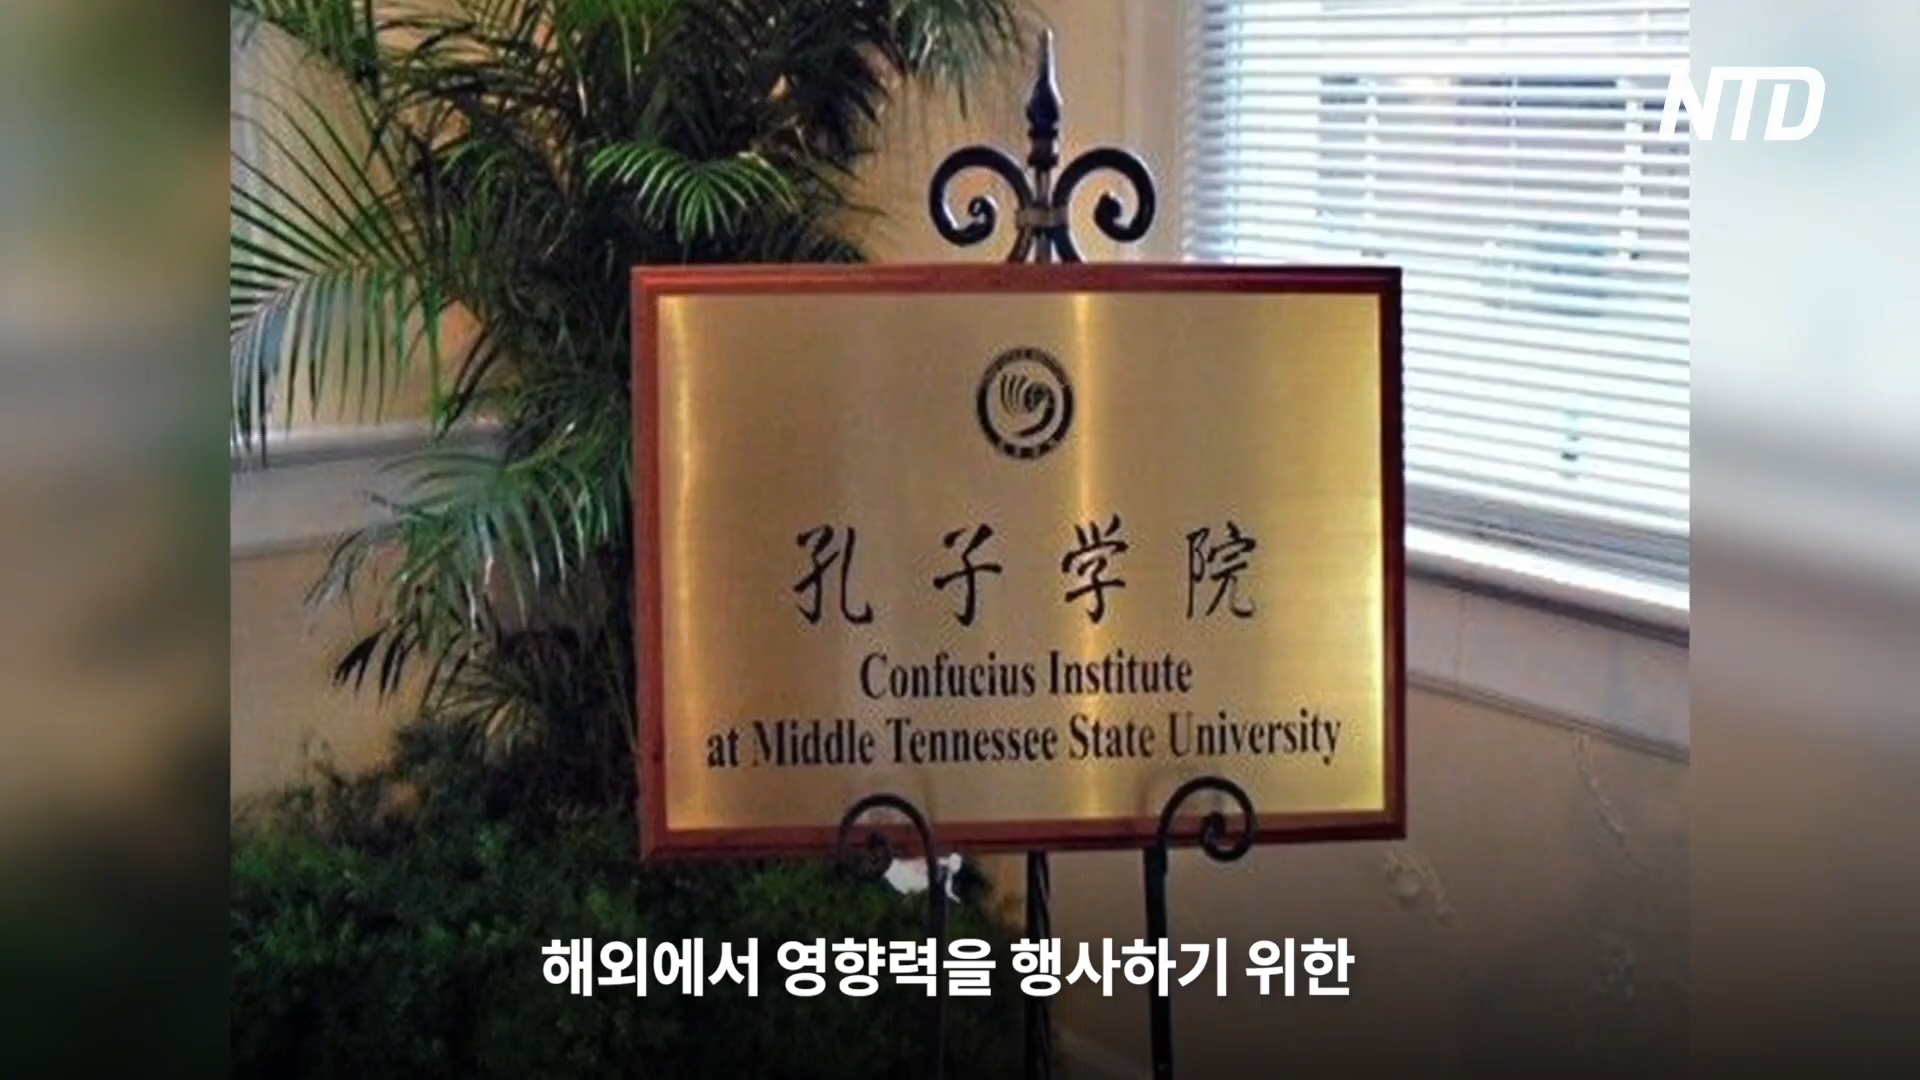 NTD
孔子学院
Confucius Institute
at Middle Tennessee State University
해외에서 영향력을 행사하기 위한